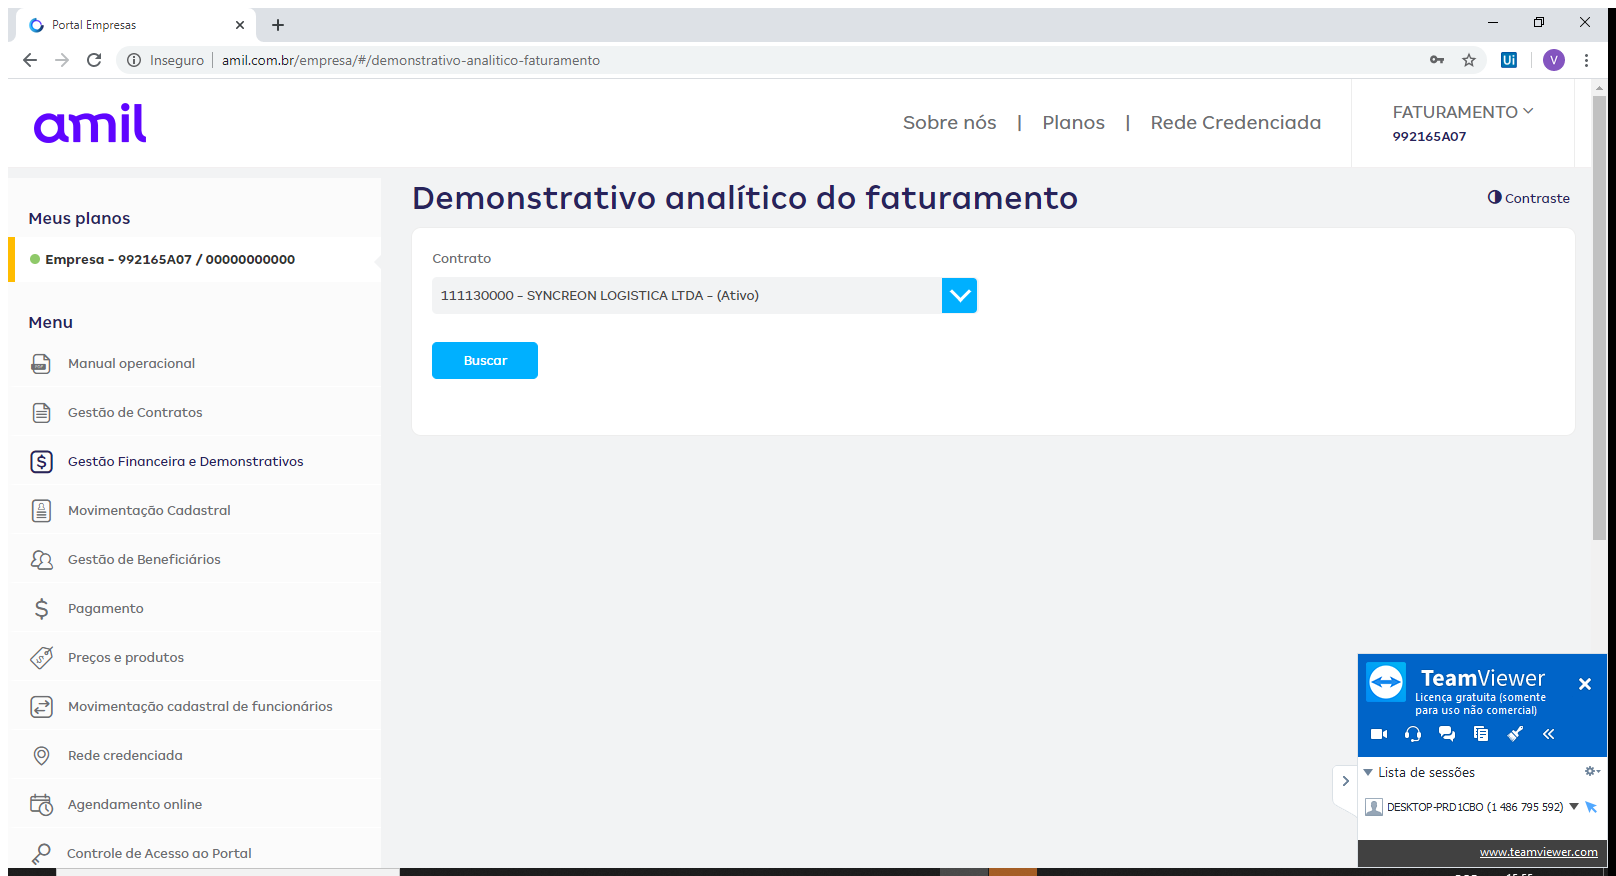 Portal Empresas
Inseguro | amil.com.br/empresa/#/demonstrativo-analitico-faturamento
Ui
V
amil
Sobre nós | Planos | Rede Credenciada
FATURAMENTO
992165A07
Meus planos
Empresa - 992165A07 / 00000000000
Menu
Manual operacional
Gestão de Contratos
Gestão Financeira e Demonstrativos
Movimentação Cadastral
Gestão de Beneficiários
Pagamento
Preços e produtos
Movimentação cadastral de funcionários
Rede credenciada
Agendamento online
Controle de Acesso ao Portal
Demonstrativo analítico do faturamento
Contraste
Contrato
111130000 - SYNCREON LOGISTICA LTDA - (Ativo)
Buscar
TeamViewer
Licença gratuita (somente
para uso não comercial)
Lista de sessões
DESKTOP-PRD1CBO (1 486 795 592)
www.teamviewer.com